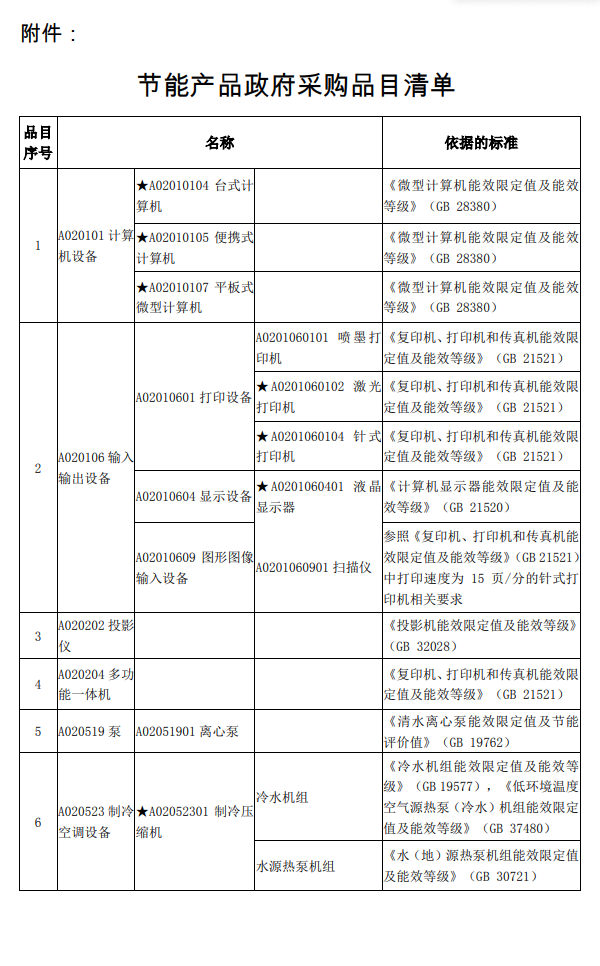 附件：
节能产品政府采购品目清单
品目
序号
名称
依据的标准
1
A020101 计算
机设备
★A02010104 台式计
算机
《微型计算机能效限定值及能效
等级》（GB 28380）
★A02010105 便携式
计算机
《微型计算机能效限定值及能效
等级》（GB 28380）
★A02010107 平板式
微型计算机
《微型计算机能效限定值及能效
等级》（GB 28380）
2
A020106 输入
输出设备
A02010601 打印设备
A0201060101 喷墨打
印机
《复印机、打印机和传真机能效限
定值及能效等级》（GB 21521）
★A0201060102 激光
打印机
《复印机、打印机和传真机能效限
定值及能效等级》（GB 21521）
★A0201060104 针式
打印机
《复印机、打印机和传真机能效限
定值及能效等级》（GB 21521）
A02010604 显示设备
★A0201060401 液晶
显示器
《计算机显示器能效限定值及能
效等级》（GB 21520）
A02010609 图形图像
输入设备
A0201060901 扫描仪
参照《复印机、打印机和传真机能
效限定值及能效等级》（GB 21521）
中打印速度为 15 页/分的针式打
印机相关要求
3
A020202 投影
仪
《投影机能效限定值及能效等级》
（GB 32028）
4
A020204 多功
能一体机
《复印机、打印机和传真机能效限
定值及能效等级》（GB 21521）
5
A020519 泵
A02051901 离心泵
《清水离心泵能效限定值及节能
评价值》（GB 19762）
6
A020523 制冷
空调设备
★A02052301 制冷压
缩机
冷水机组
《冷水机组能效限定值及能效等
级》（GB 19577），《低环境温度
空气源热泵（冷水）机组能效限定
值及能效等级》（GB 37480）
水源热泵机组
《水（地）源热泵机组能效限定值
及能效等级》（GB 30721）